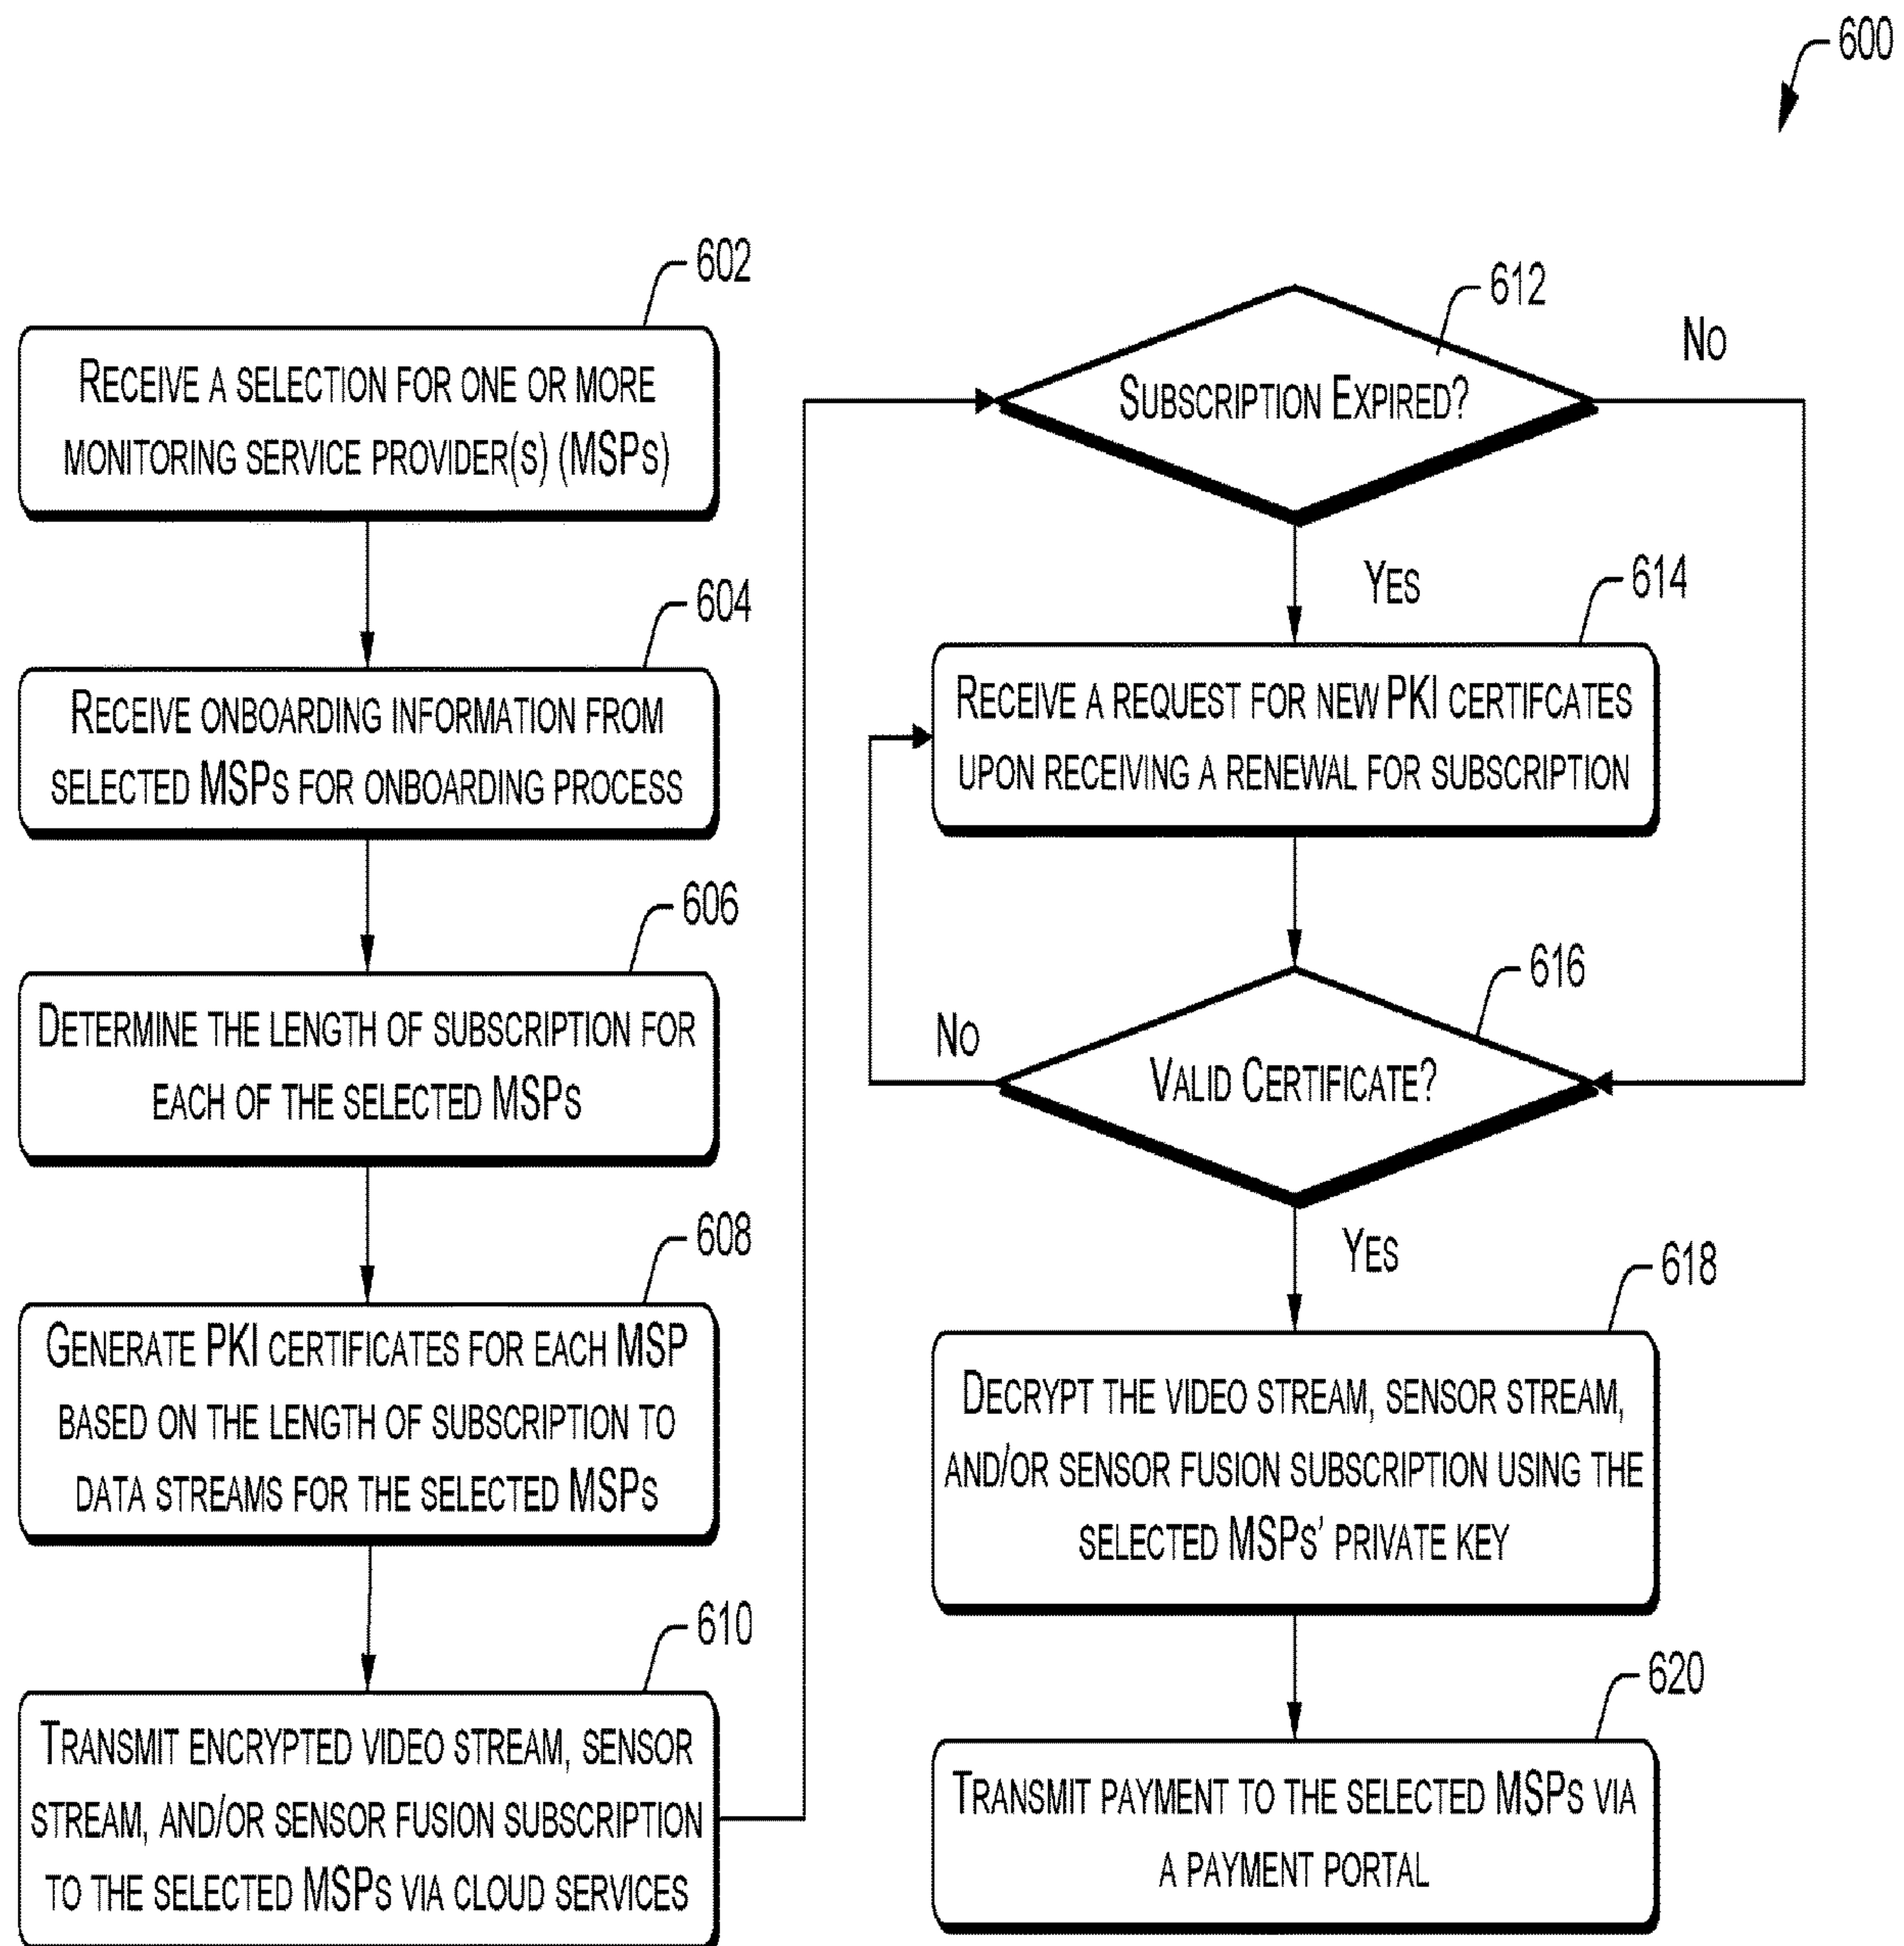 600
602
RECEIVE A SELECTION FOR ONE OR MORE
MONITORING SERVICE PROVIDER(S) (MSPS)
604
RECEIVE ONBOARDING INFORMATION FROM
SELECTED MSPS FOR ONBOARDING PROCESS
606
DETERMINE THE LENGTH OF SUBSCRIPTION FOR
EACH OF THE SELECTED MSPS
608
GENERATE PKI CERTIFICATES FOR EACH MSP
BASED ON THE LENGTH OF SUBSCRIPTION TO
DATA STREAMS FOR THE SELECTED MSPS
610
TRANSMIT ENCRYPTED VIDEO STREAM, SENSOR
STREAM, AND/OR SENSOR FUSION SUBSCRIPTION
TO THE SELECTED MSPS VIA CLOUD SERVICES
612
SUBSCRIPTION EXPIRED?
NO
YES
614
RECEIVE A REQUEST FOR NEW PKI CERTIFCATES
UPON RECEIVING A RENEWAL FOR SUBSCRIPTION
616
VALID CERTIFICATE?
NO
YES
618
DECRYPT THE VIDEO STREAM, SENSOR STREAM,
AND/OR SENSOR FUSION SUBSCRIPTION USING THE
SELECTED MSPS' PRIVATE KEY
620
TRANSMIT PAYMENT TO THE SELECTED MSPS VIA
A PAYMENT PORTAL